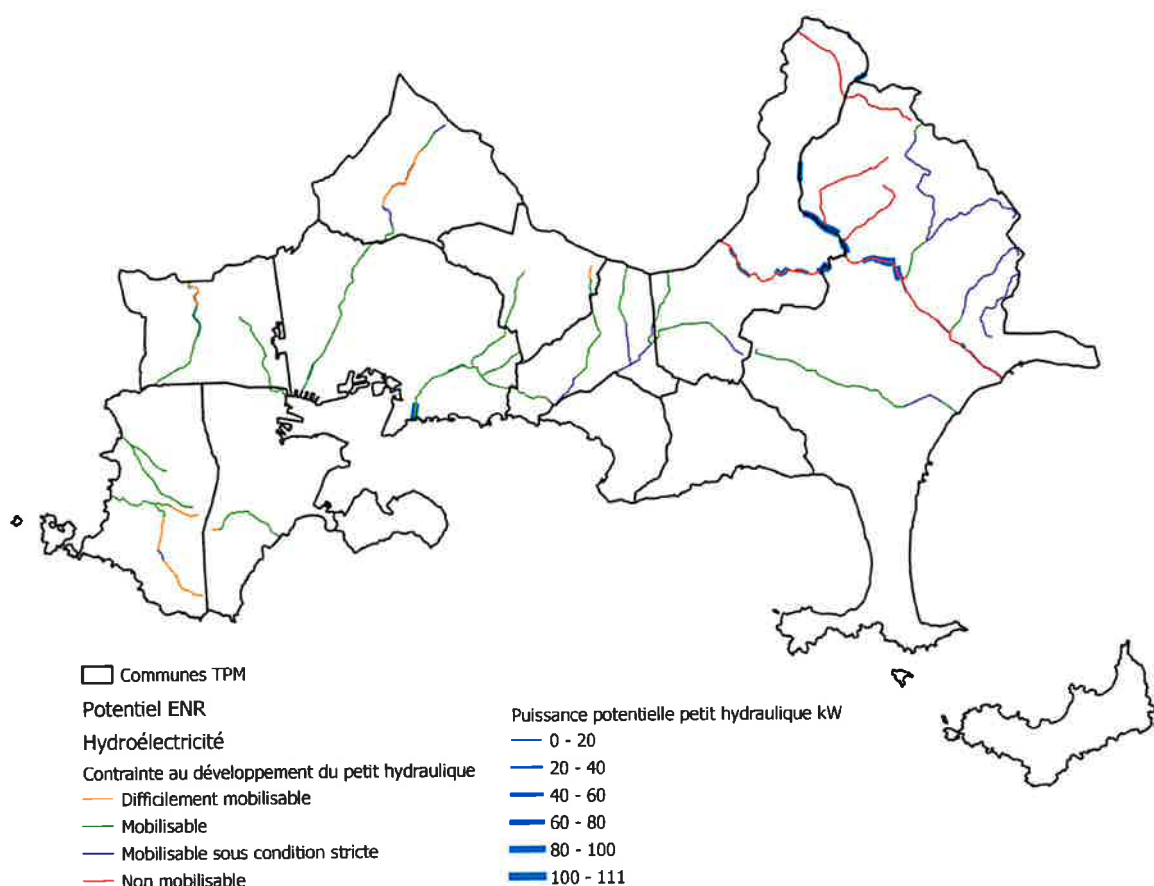 Communes TPM
Potentiel ENR
Hydroélectricité
Contrainte au développement du petit hydraulique
Difficilement mobilisable
Mobilisable
Mobilisable sous condition stricte
Non mobilisable
Puissance potentielle petit hydraulique kW
0 - 20
20 - 40
40 - 60
60 - 80
80 - 100
100 - 111